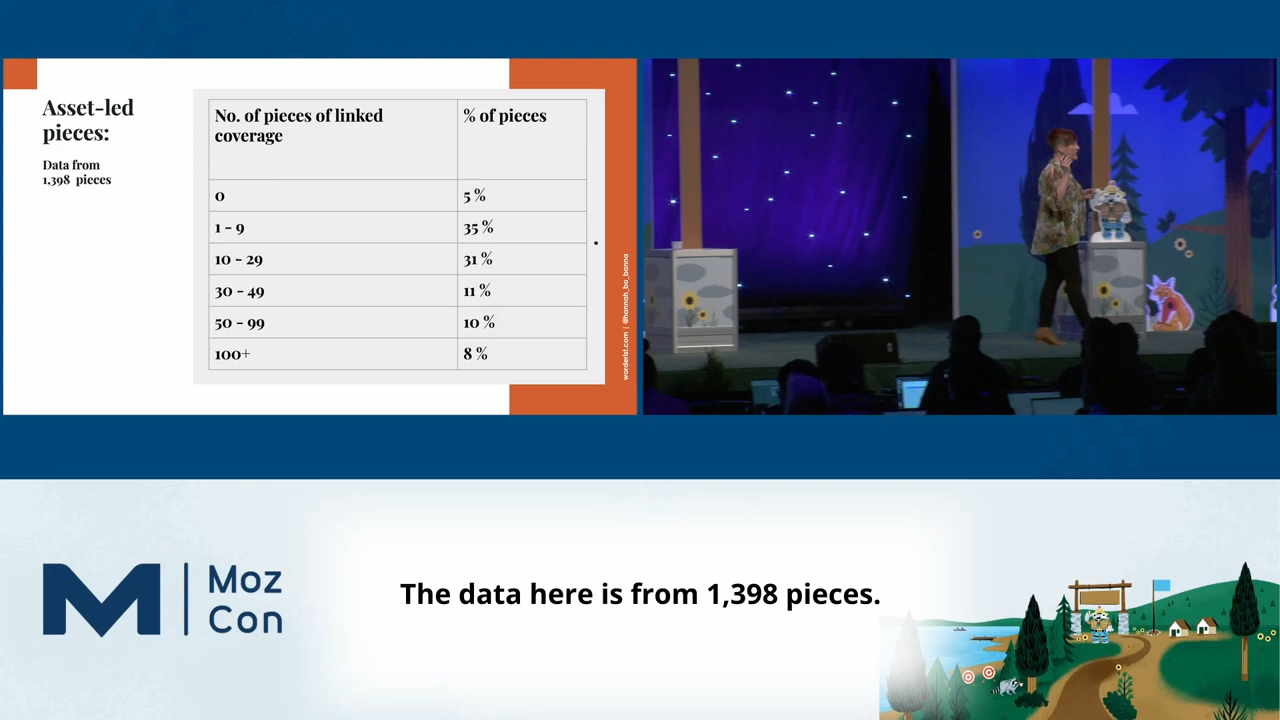 Asset-led
pieces:
Data from
1,398 pieces
No. of pieces of linked
coverage
% of pieces
0
5 %
1 - 9
35 %
10 - 29
31 %
30 - 49
11 %
50 - 99
10 %
100+
8 %
worderist.com | @hannah_bo_banna
Moz
Con
The data here is from 1,398 pieces.